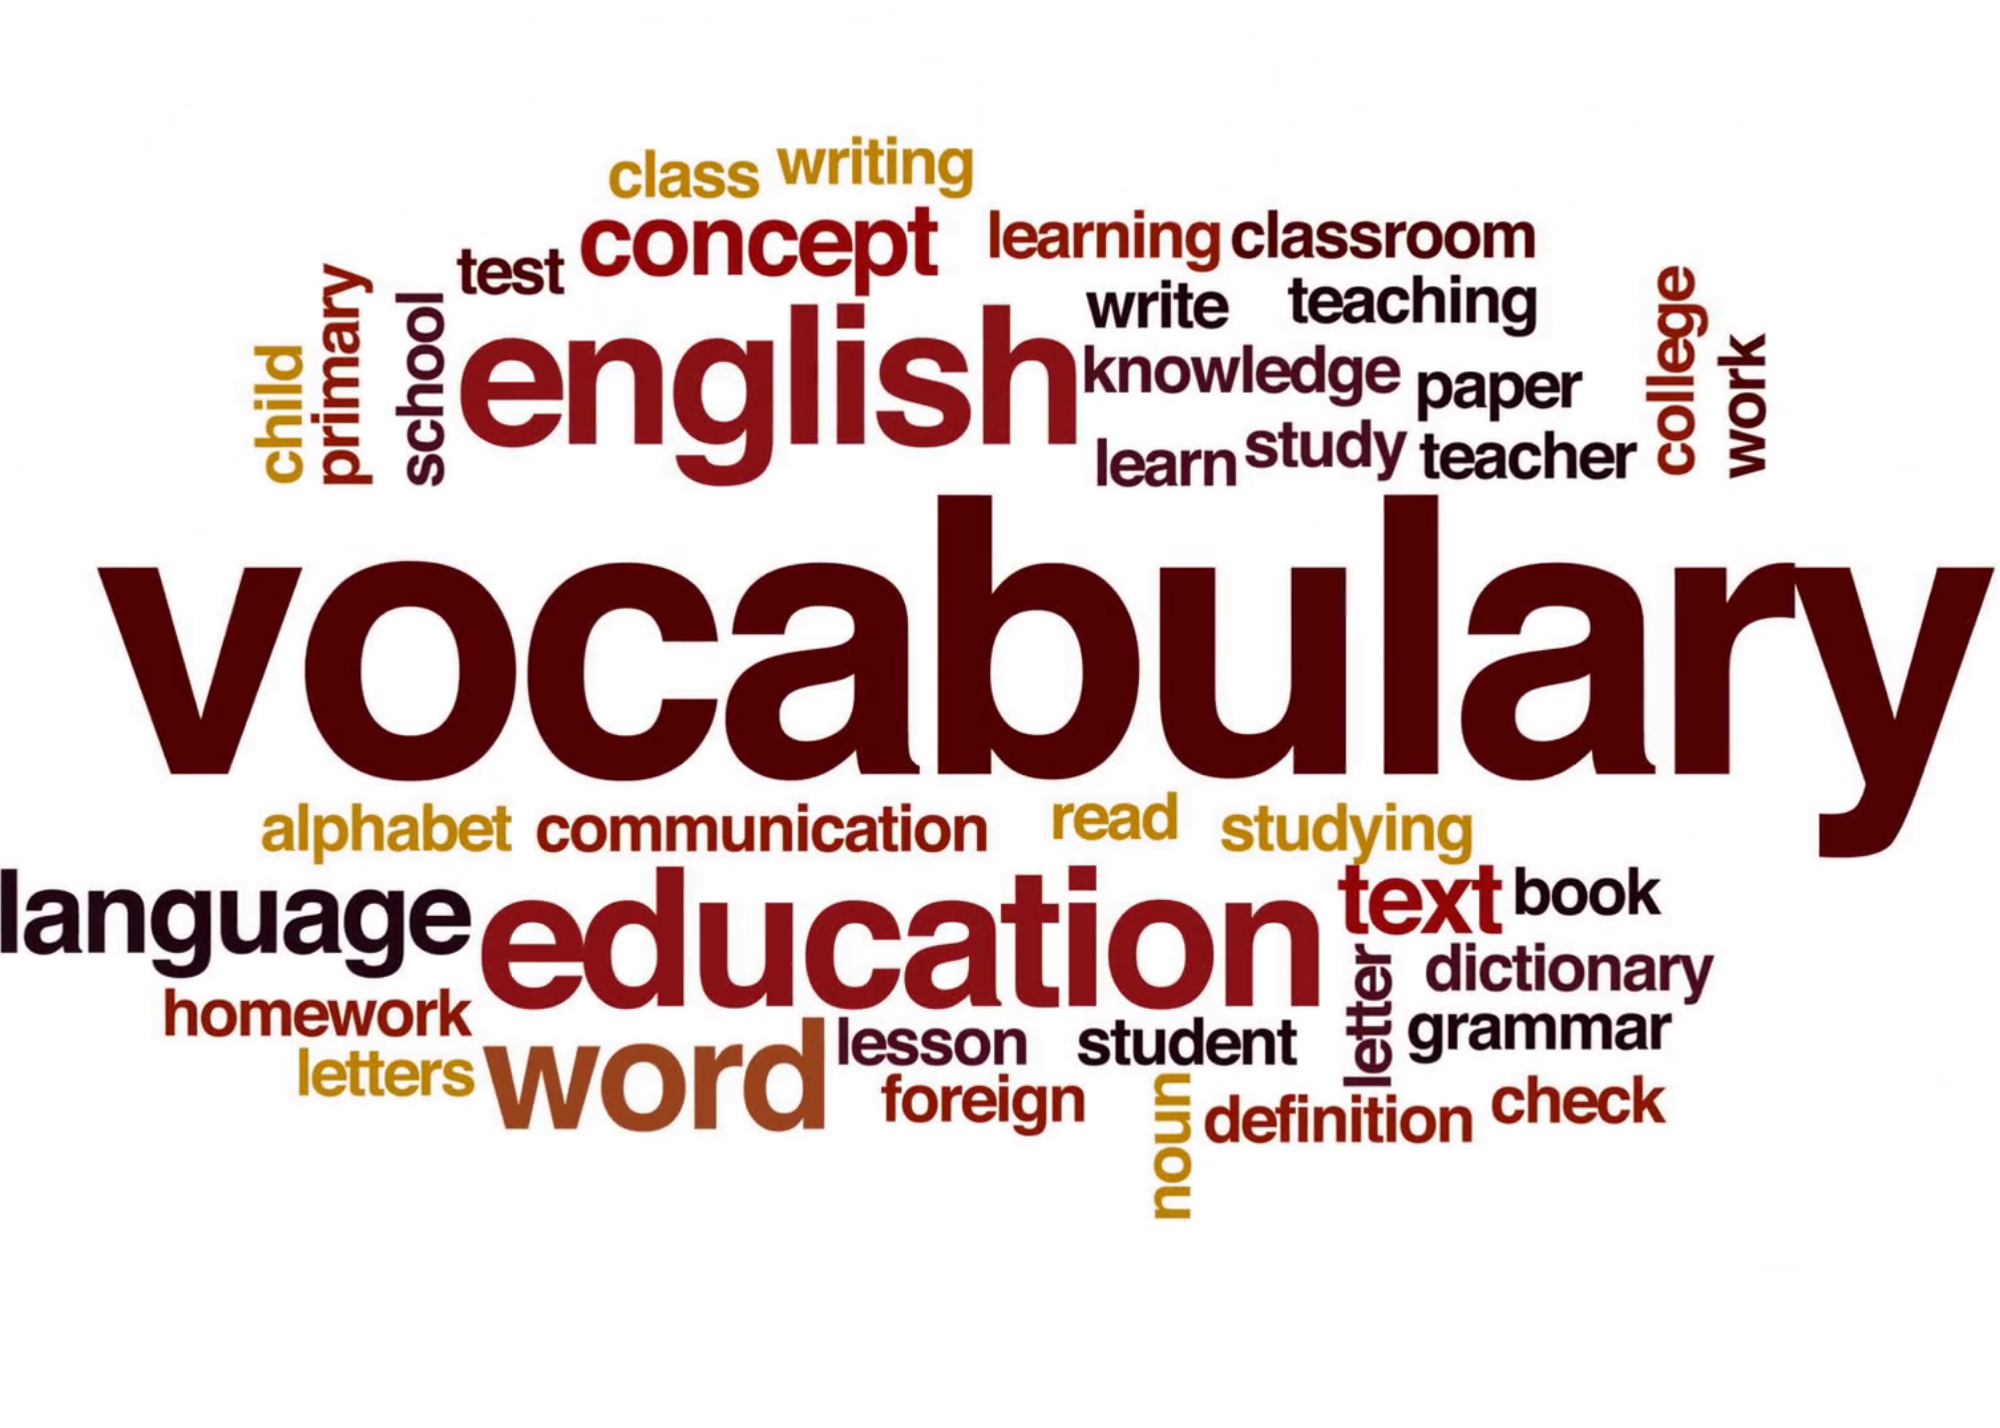 class writing
concept learning classroom
test
write teaching
child primary school english knowledge paper college work
learn study teacher
vocabulary
alphabet communication read studying
language education text book
dictionary
homework letter grammar
letters word lesson student
foreign noun definition check